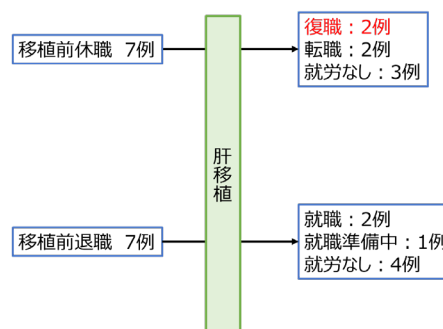 移植前休職 7例
復職：2例
転職：2例
就労なし：3例
肝移植
移植前退職 7例
就職：2例
就職準備中：1例
就労なし：4例